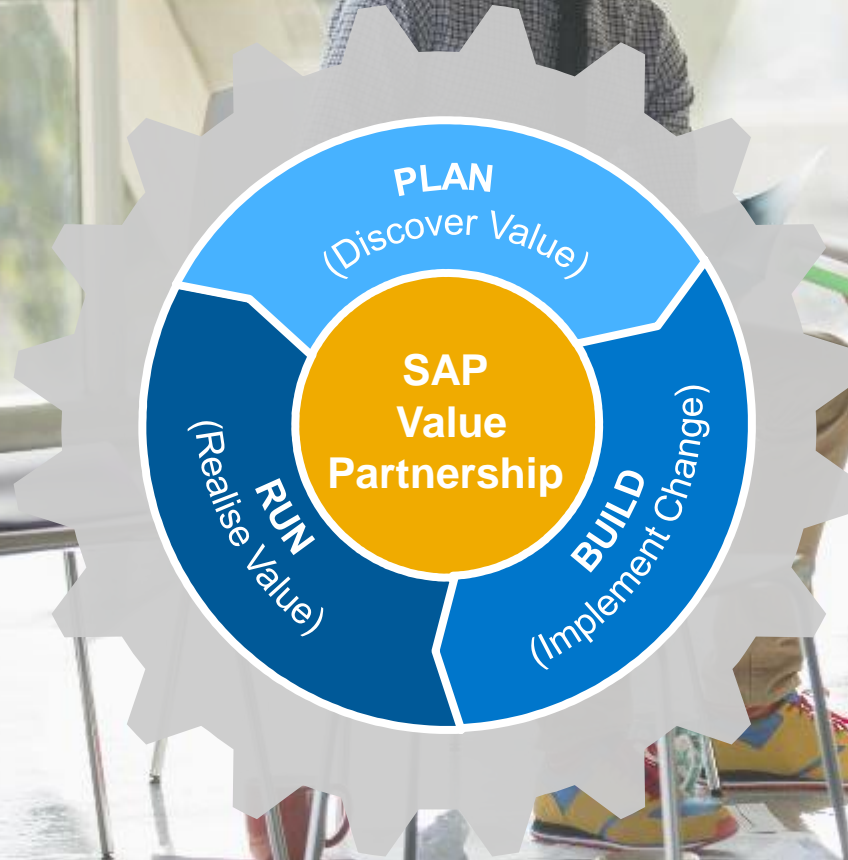 PLAN
(Discover Value)
SAP
Value
Partnership
BUILD
(Implement Change)
RUN
(Realise Value)